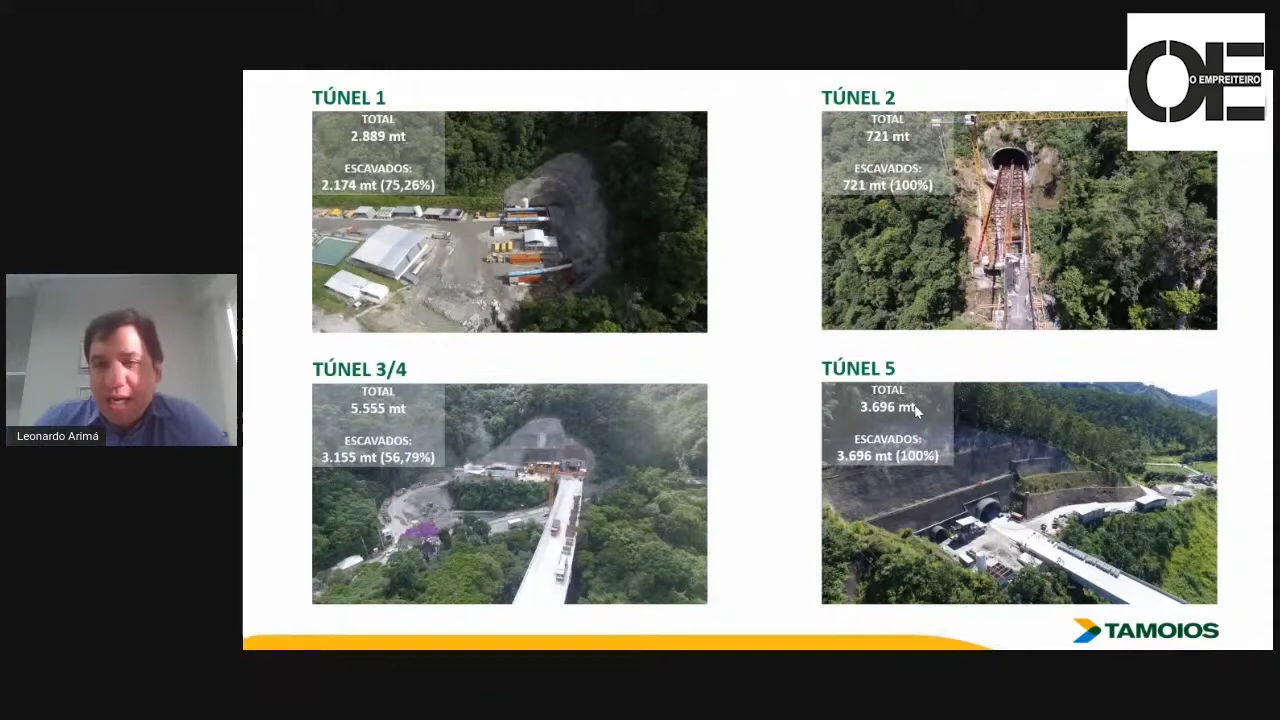 OE
O EMPREITEIRO
TÚNEL 1
TOTAL
2.889 mt
ESCAVADOS:
2.174 mt (75,26%)
TÚNEL 2
TOTAL
721 mt
ESCAVADOS:
721 mt (100%)
TÚNEL 3/4
TOTAL
5.555 mt
ESCAVADOS:
3.155 mt (56,79%)
TÚNEL 5
TOTAL
3.696 mt
ESCAVADOS:
3.696 mt (100%)
Leonardo Arimá
TAMOIOS